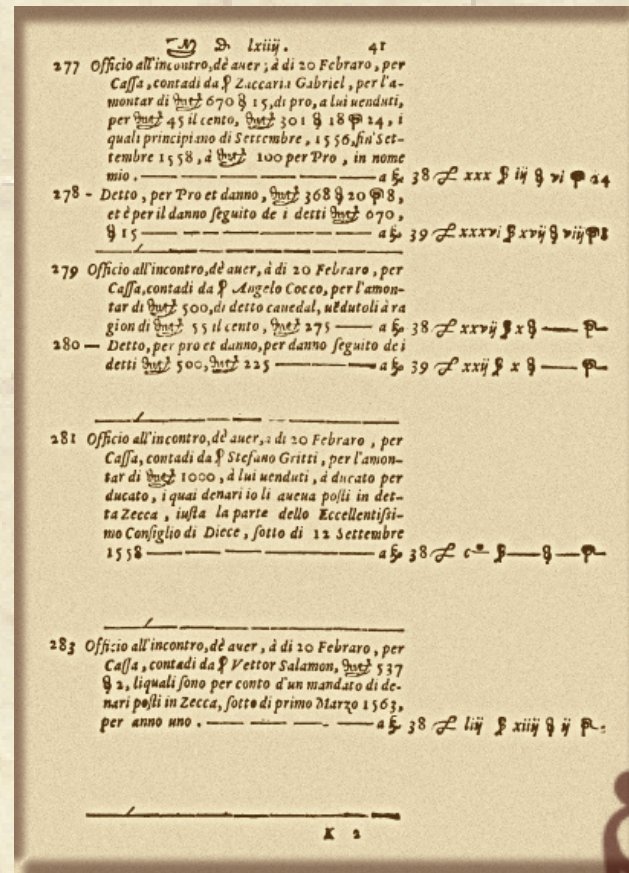 M D lxiiij. 41
277 Officio all'incontro, dè auer; à di 20 Febraro, per
Cassa, contadi da Zaccaria Gabriel, per l'a-
montar di 670 15, di pro, a lui uenduti,
per 45 il cento, 301 18 24, i
quali principiano di Settembre, 1556, fin Set-
tembre 1558, à 100 per Pro, in nome
mio. — a 38 xxx iij vi 24
278 - Detto, per Pro et danno, 368 20 8,
et è per il danno seguito de i detti 670,
15 — a 39 xxxvi xvij viij 8
279 Officio all'incontro, dè auer, à di 20 Febraro, per
Cassa, contadi da Angelo Cocco, per l'amon-
tar di 500, di detto cauedal, uēdutoli à ra
gion di 55 il cento, 275 — a 38 xxvij x —
280 — Detto, per pro et danno, per danno seguito de i
detti 500, 225 — a 39 xxij x —
281 Officio all'incontro, dè auer, à di 20 Febraro, per
Cassa, contadi da Stefano Gritti, per l'amon-
tar di 1000, à lui uenduti, à ducato per
ducato, i quai denari io li aueua posti in det-
ta Zecca, iusta la parte dello Eccellentissi-
mo Consiglio di Diece, sotto di 12 Settembre
1558 — a 38 c — — —
283 Officio all'incontro, dè auer, à di 20 Febraro, per
Cassa, contadi da Vettor Salamon, 537
2, liquali sono per conto d'un mandato di de-
nari posti in Zecca, sotto di primo Marzo 1563,
per anno uno. — a 38 liij xiiij ij
K 2